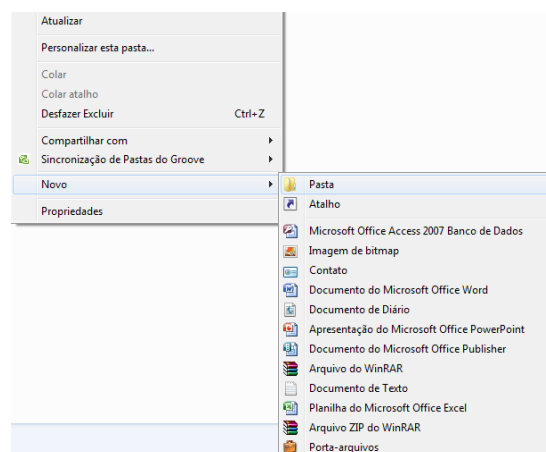 Atualizar
Personalizar esta pasta...
Colar
Colar atalho
Desfazer Excluir Ctrl+Z
Compartilhar com
Sincronização de Pastas do Groove
Novo
Propriedades
Pasta
Atalho
Microsoft Office Access 2007 Banco de Dados
Imagem de bitmap
Contato
Documento do Microsoft Office Word
Documento de Diário
Apresentação do Microsoft Office PowerPoint
Documento do Microsoft Office Publisher
Arquivo do WinRAR
Documento de Texto
Planilha do Microsoft Office Excel
Arquivo ZIP do WinRAR
Porta-arquivos